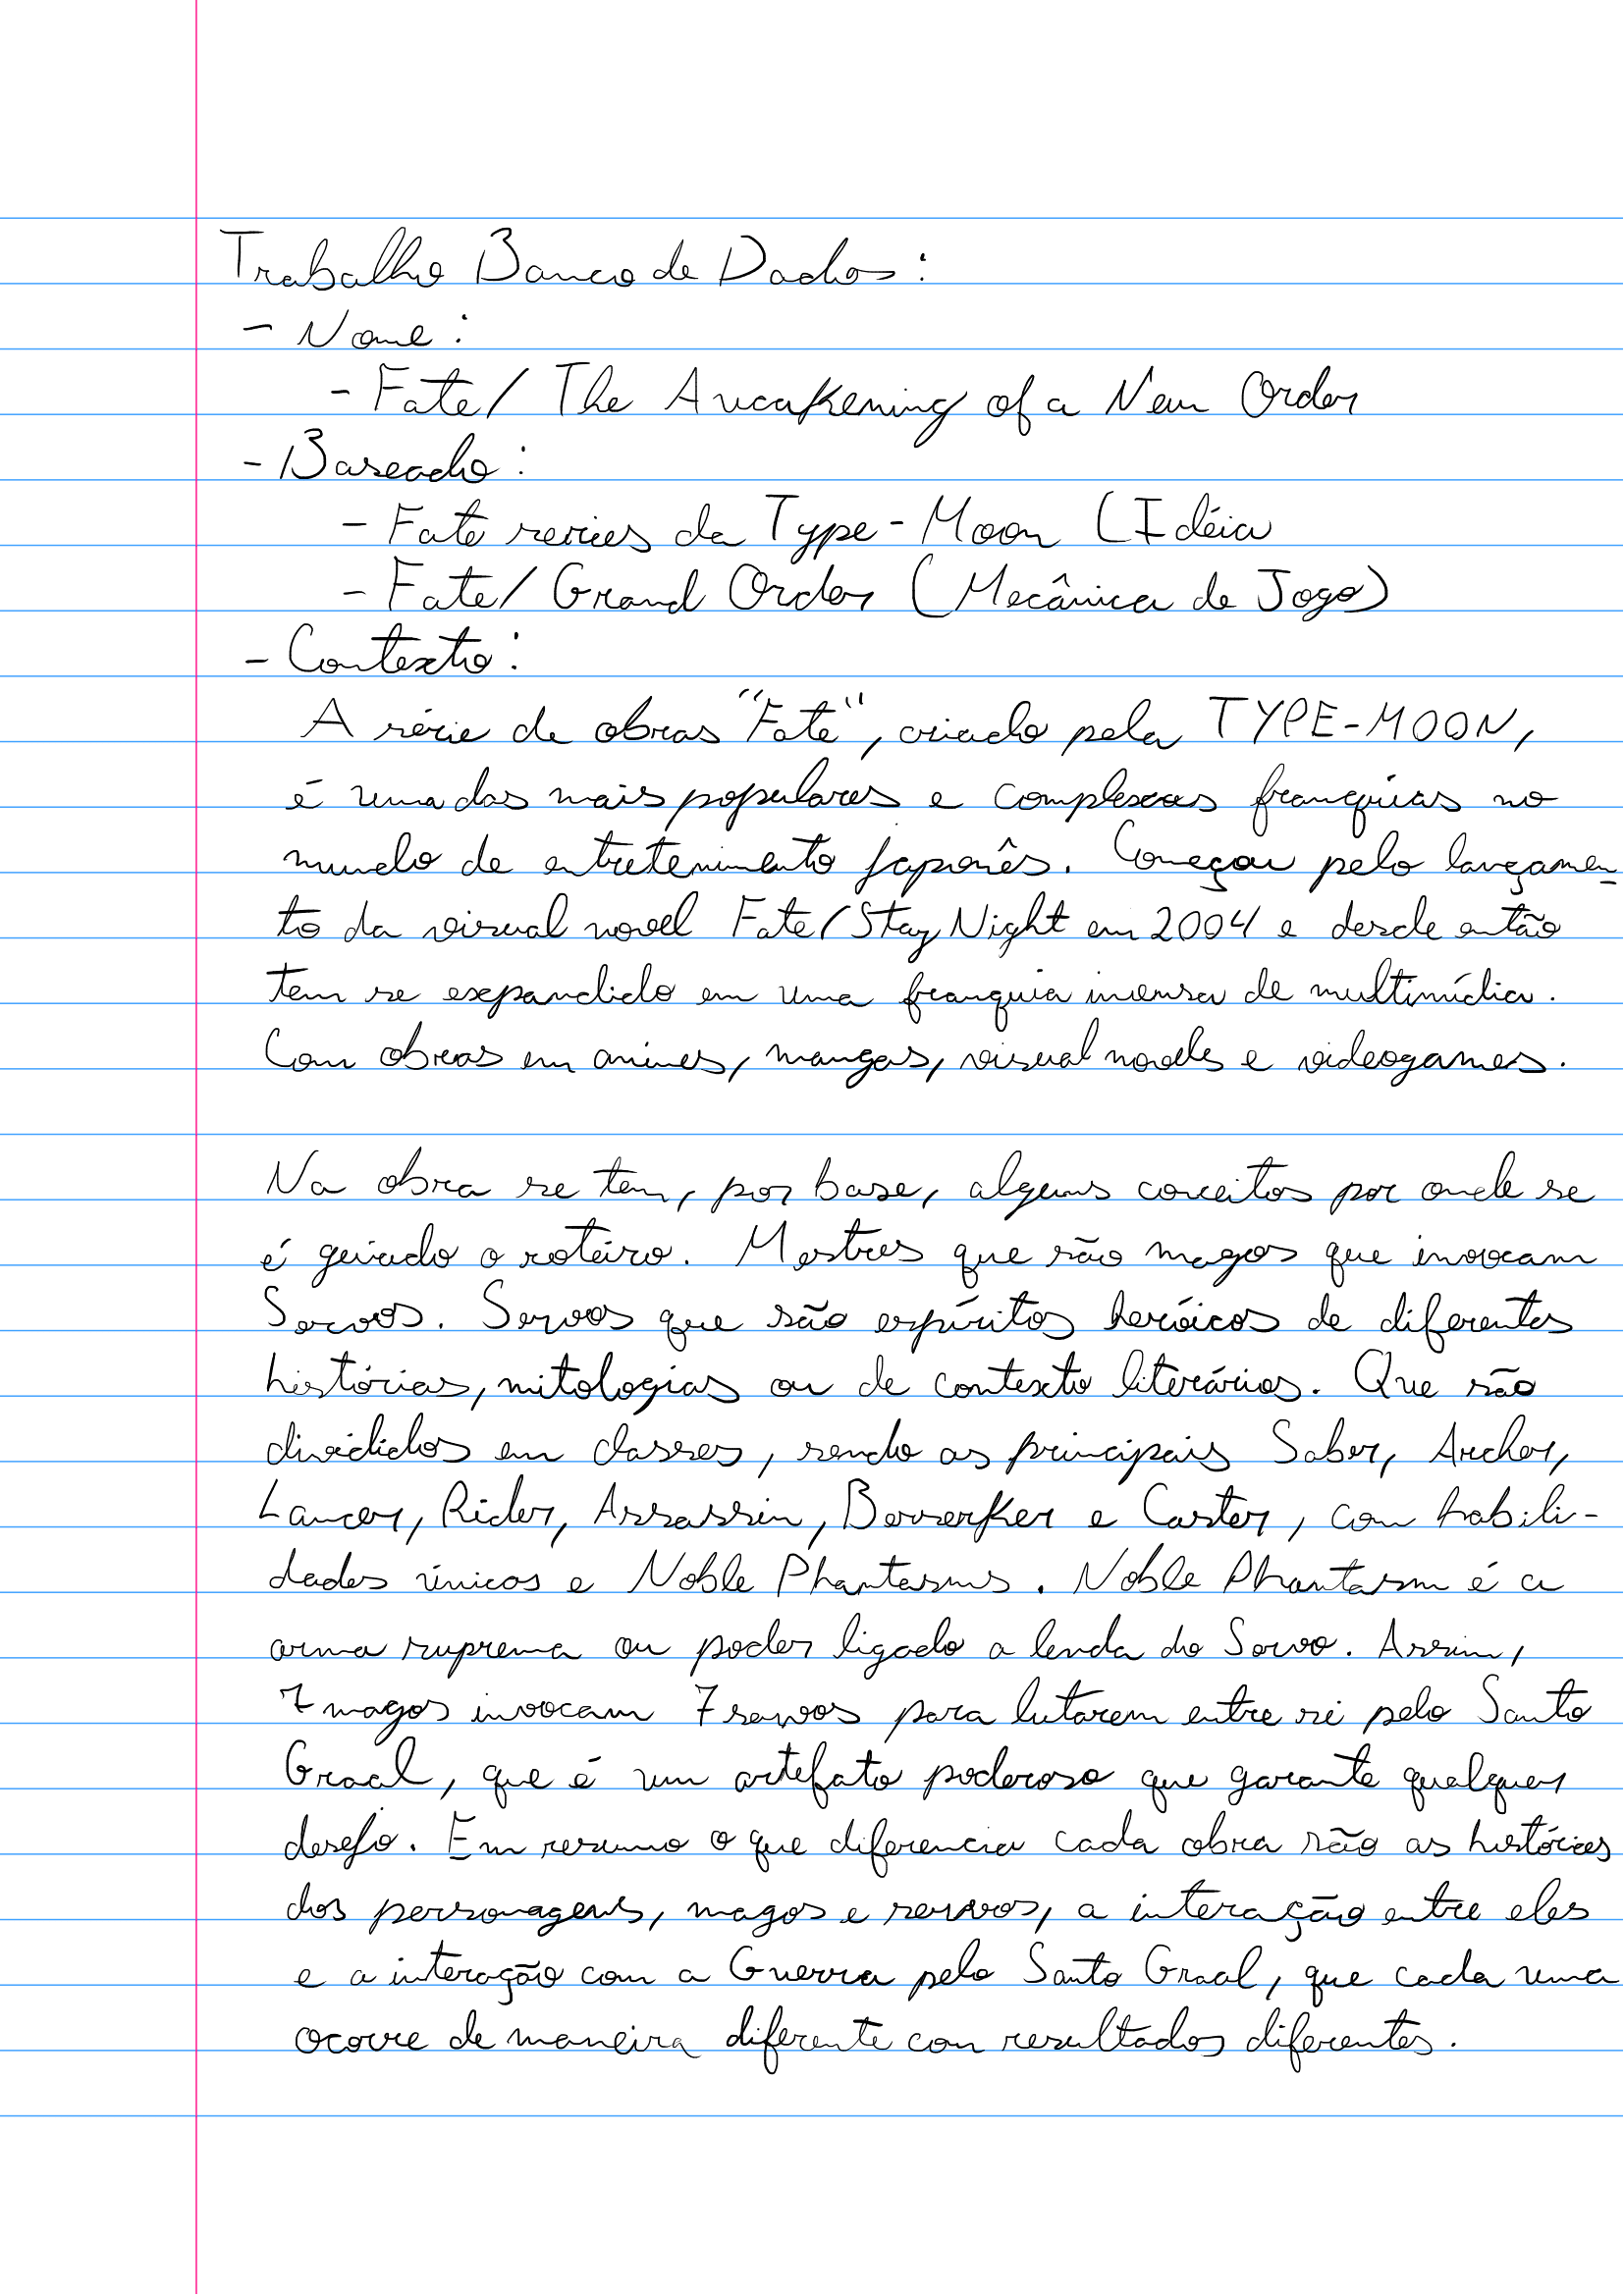 Trabalho Banco de Dados:
- Nome:
- Fate/ The Awcakening of a New Order
- Baseado:
- Fate series da Type-Moon (Idéia
- Fate/ Grand Order (Mecânica de Jogo)
- Contexto:
A série de obras "Fate", criado pela TYPE-MOON,
é uma das mais populares e complexas franquias no
mundo de entretenimento japonês. Começou pelo lançamen-
to da visual novel Fate/Stay Night em 2004 e desde então
tem se expandido em uma franquia imensa de multimídia.
Com obras em animes, mangas, visual novels e videogames.
Na obra se tem, por base, alguns conceitos por onde se
é guiado o roteiro. Mestres que são magos que invocam
Servos. Servos que são espíritos heróicos de diferentes
histórias, mitologias ou de contexto literários. Que são
divididos em classes, sendo as principais Saber, Archer,
Lancer, Rider, Assassin, Berserker e Caster, com habili-
dades únicos e Noble Phantasms. Noble Phantasm é a
arma suprema ou poder ligado a lenda do Servo. Assim,
7 magos invocam 7 servos para lutarem entre si pelo Santo
Graal, que é um artefato poderoso que garante qualquer
desejo. Em resumo o que diferencia cada obra são as histórias
dos personagens, magos e servos, a interação entre eles
e a interação com a Guerra pelo Santo Graal, que cada uma
ocorre de maneira diferente com resultados diferentes.